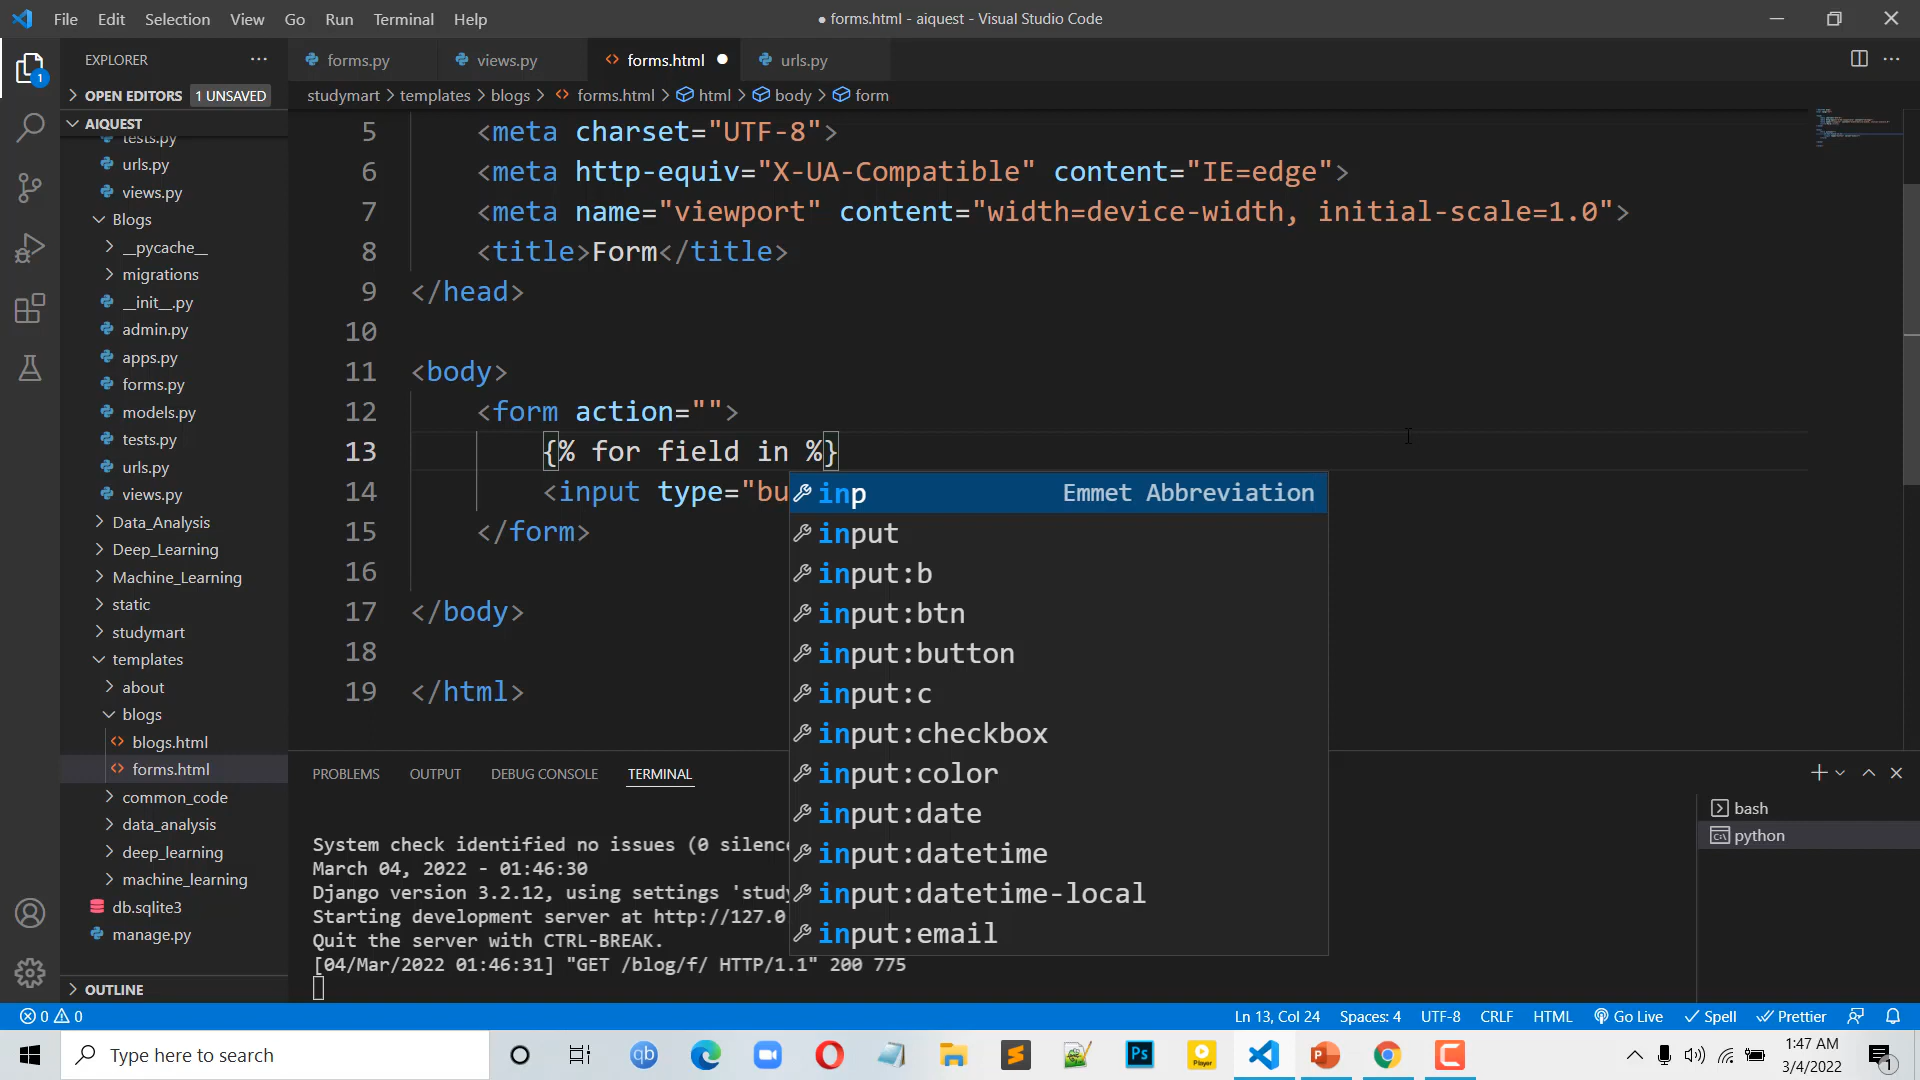 File Edit Selection View Go Run Terminal Help ● forms.html - aiquest - Visual Studio Code
EXPLORER
forms.py views.py forms.html urls.py
OPEN EDITORS 1 UNSAVED
studymart > templates > blogs > forms.html > html > body > form
AIQUEST
tests.py
urls.py
views.py
Blogs
__pycache__
migrations
__init__.py
admin.py
apps.py
forms.py
models.py
tests.py
urls.py
views.py
Data_Analysis
Deep_Learning
Machine_Learning
static
studymart
templates
about
blogs
blogs.html
forms.html
common_code
data_analysis
deep_learning
machine_learning
db.sqlite3
manage.py
OUTLINE
5 <meta charset="UTF-8">
6 <meta http-equiv="X-UA-Compatible" content="IE=edge">
7 <meta name="viewport" content="width=device-width, initial-scale=1.0">
8 <title>Form</title>
9 </head>
10
11 <body>
12 <form action="">
13 {% for field in %}
14 <input type="bu
15 </form>
16
17 </body>
18
19 </html>
inp Emmet Abbreviation
input
input:b
input:btn
input:button
input:c
input:checkbox
input:color
input:date
input:datetime
input:datetime-local
input:email
PROBLEMS OUTPUT DEBUG CONSOLE TERMINAL
System check identified no issues (0 silence
March 04, 2022 - 01:46:30
Django version 3.2.12, using settings 'study
Starting development server at http://127.0
Quit the server with CTRL-BREAK.
[04/Mar/2022 01:46:31] "GET /blog/f/ HTTP/1.1" 200 775
bash
python
0 0 Ln 13, Col 24 Spaces: 4 UTF-8 CRLF HTML Go Live Spell Prettier
Type here to search
qb
Ps
Player
1:47 AM
3/4/2022
1